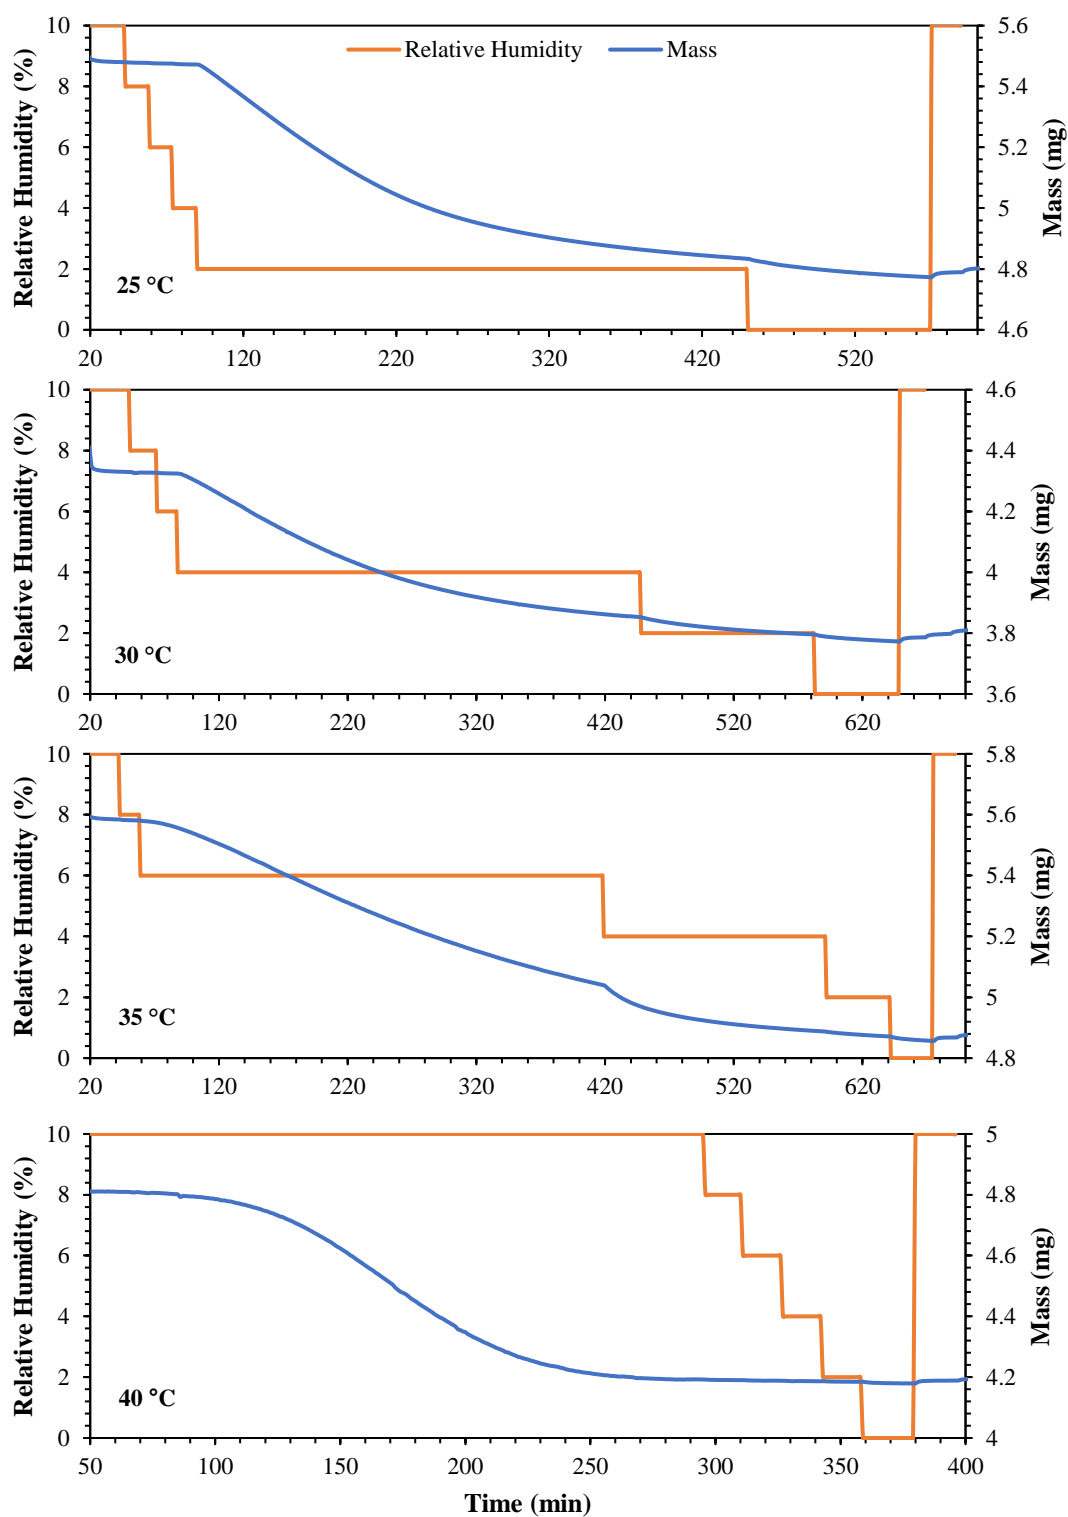 10
8
6
4
2
0
Relative Humidity (%)
Relative Humidity
Mass
25 °C
5.6
5.4
5.2
5
4.8
4.6
Mass (mg)
20 120 220 320 420 520
10
8
6
4
2
0
Relative Humidity (%)
30 °C
4.6
4.4
4.2
4
3.8
3.6
Mass (mg)
20 120 220 320 420 520 620
10
8
6
4
2
0
Relative Humidity (%)
35 °C
5.8
5.6
5.4
5.2
5
4.8
Mass (mg)
20 120 220 320 420 520 620
10
8
6
4
2
0
Relative Humidity (%)
40 °C
5
4.8
4.6
4.4
4.2
4
Mass (mg)
50 100 150 200 250 300 350 400
Time (min)